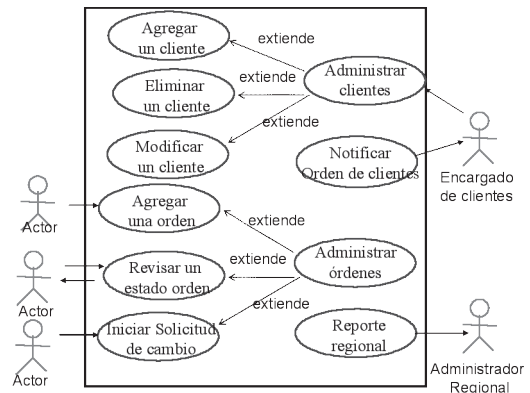 Agregar
un cliente
extiende
Eliminar
un cliente
extiende
Administrar
clientes
extiende
Modificar
un cliente
Notificar
Orden de clientes
Encargado
de clientes
Agregar
una orden
Actor
extiende
Revisar un
estado orden
extiende
Administrar
órdenes
Actor
extiende
Iniciar Solicitud
de cambio
Reporte
regional
Actor
Administrador
Regional